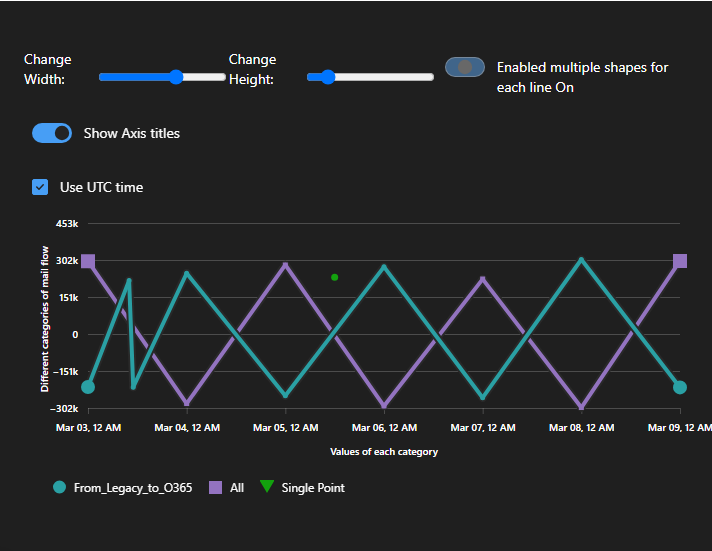 Change
Width:
Change
Height:
Enabled multiple shapes for
each line On
Show Axis titles
Use UTC time
453k
302k
151k
0
−151k
−302k
Different categories of mail flow
Mar 03, 12 AM
Mar 04, 12 AM
Mar 05, 12 AM
Mar 06, 12 AM
Mar 07, 12 AM
Mar 08, 12 AM
Mar 09, 12 AM
Values of each category
From_Legacy_to_O365
All
Single Point